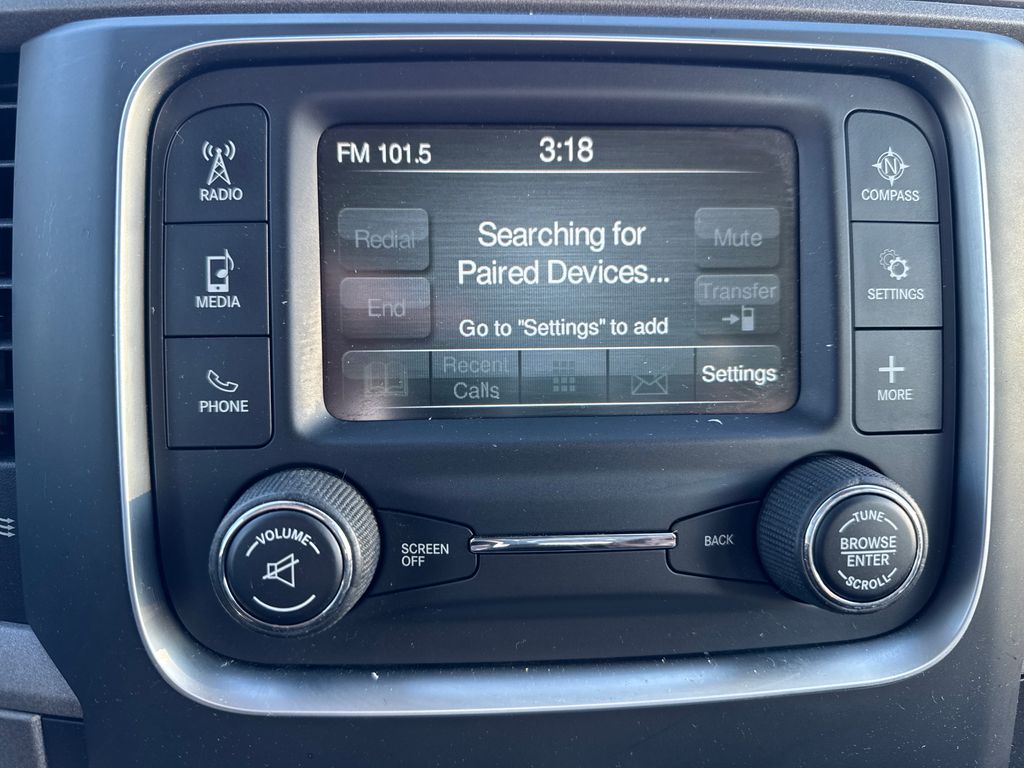 FM 101.5
3:18
RADIO
MEDIA
PHONE
Redial
End
Searching for
Paired Devices...
Go to "Settings" to add
Mute
Transfer
Recent
Calls
Settings
N
COMPASS
SETTINGS
MORE
VOLUME
SCREEN
OFF
BACK
TUNE
BROWSE
ENTER
SCROLL